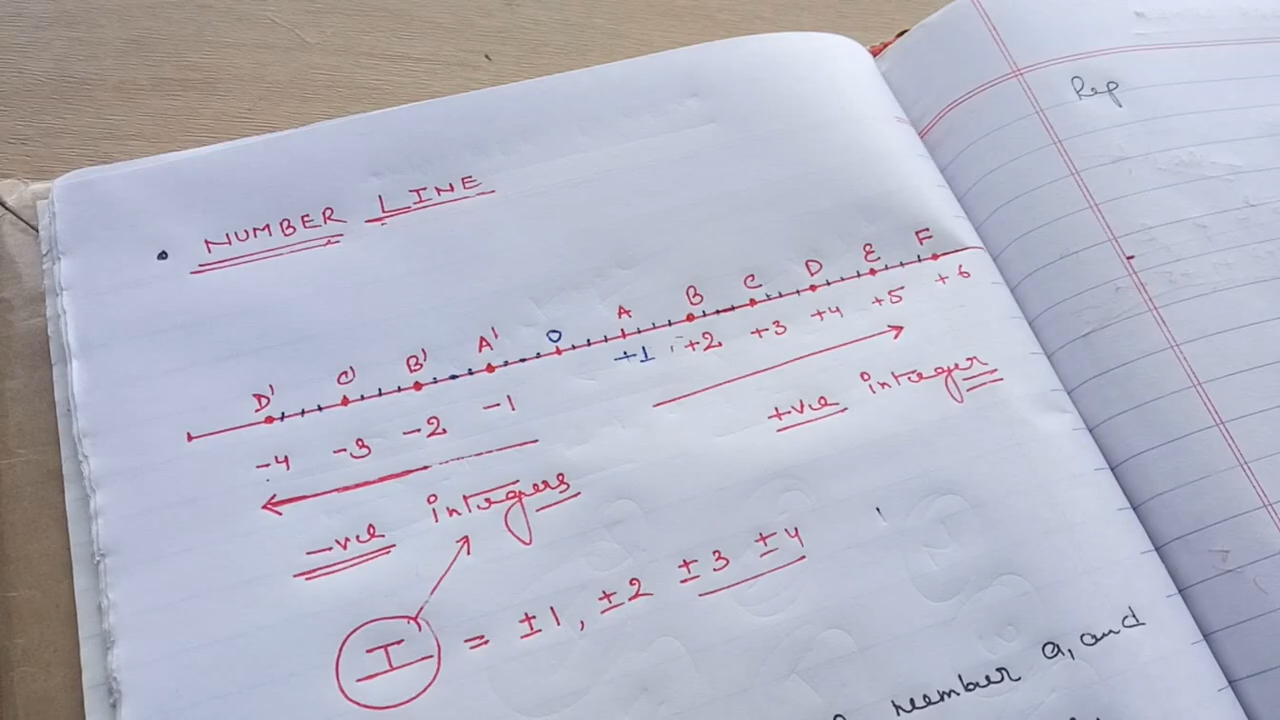 • NUMBER LINE
D' C' B' A' O A B C D E F
-4 -3 -2 -1 +1 +2 +3 +4 +5 +6
+ve integer
-ve integers
I = ±1, ±2 ±3 ±4
number a, and
Rep